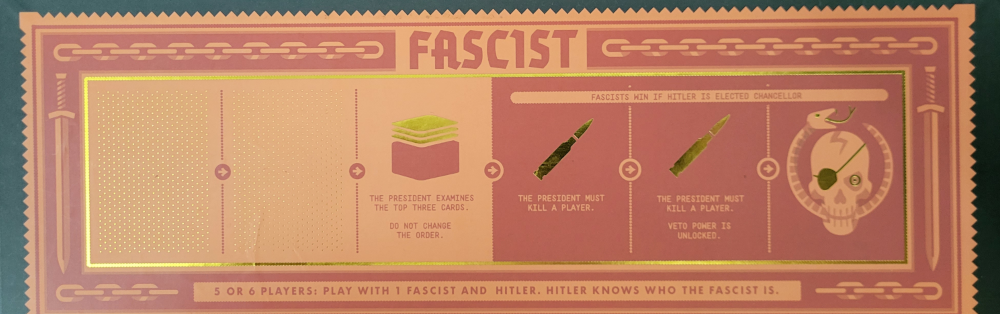 FASCIST
FASCISTS WIN IF HITLER IS ELECTED CHANCELLOR
THE PRESIDENT EXAMINES
THE TOP THREE CARDS.
DO NOT CHANGE
THE ORDER.
THE PRESIDENT MUST
KILL A PLAYER.
THE PRESIDENT MUST
KILL A PLAYER.
VETO POWER IS
UNLOCKED.
5 OR 6 PLAYERS: PLAY WITH 1 FASCIST AND HITLER. HITLER KNOWS WHO THE FASCIST IS.